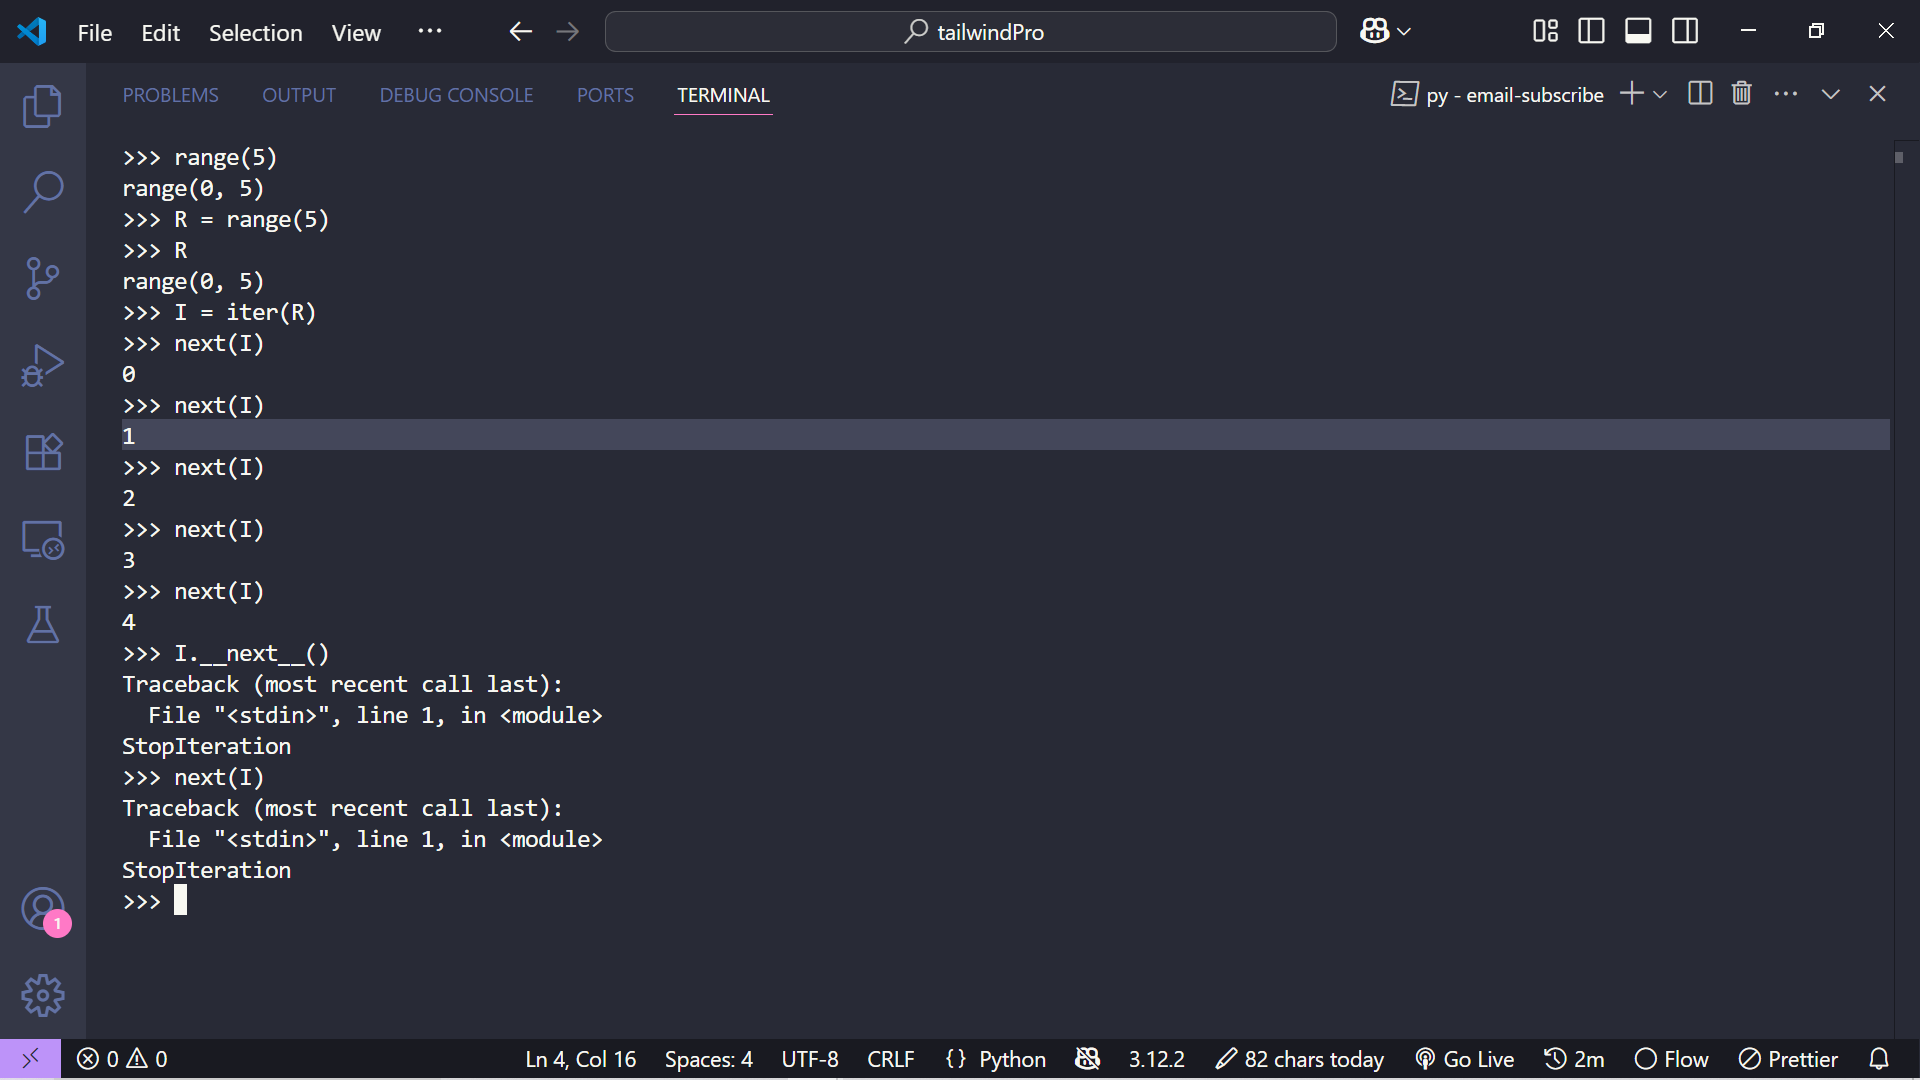 File Edit Selection View ··· tailwindPro
PROBLEMS OUTPUT DEBUG CONSOLE PORTS TERMINAL py - email-subscribe
>>> range(5)
range(0, 5)
>>> R = range(5)
>>> R
range(0, 5)
>>> I = iter(R)
>>> next(I)
0
>>> next(I)
1
>>> next(I)
2
>>> next(I)
3
>>> next(I)
4
>>> I.__next__()
Traceback (most recent call last):
  File "<stdin>", line 1, in <module>
StopIteration
>>> next(I)
Traceback (most recent call last):
  File "<stdin>", line 1, in <module>
StopIteration
>>>
1
0 0 Ln 4, Col 16 Spaces: 4 UTF-8 CRLF {} Python 3.12.2 82 chars today Go Live 2m Flow Prettier